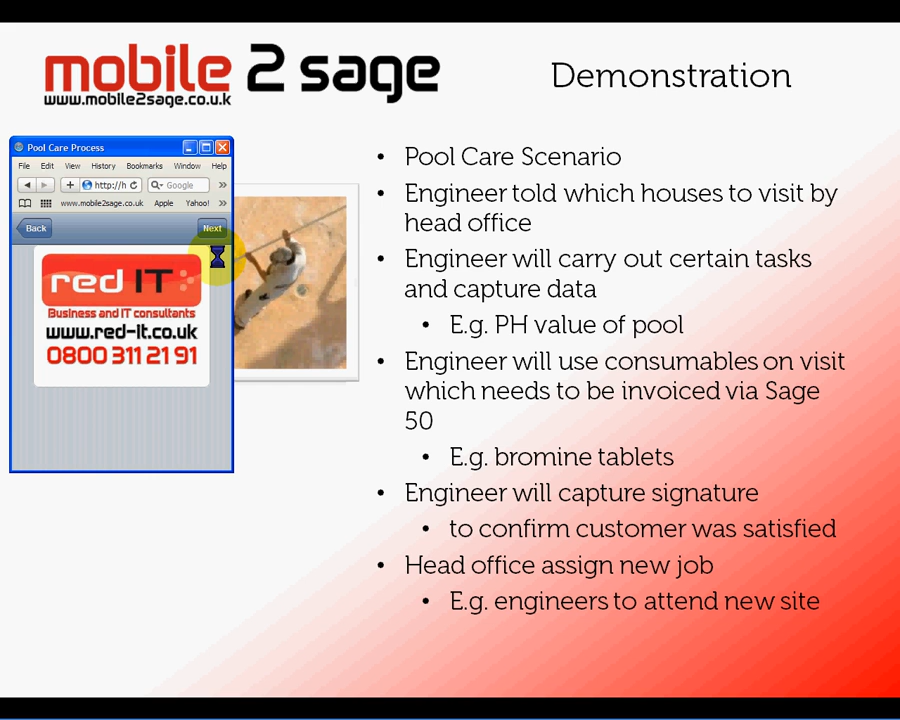 mobile 2 sage
www.mobile2sage.co.uk
Demonstration
Pool Care Process
File Edit View History Bookmarks Window Help
http://h Google
www.mobile2sage.co.uk Apple Yahoo!
Back Next
red IT:
Business and IT consultants
www.red-it.co.uk
0800 311 21 91
• Pool Care Scenario
• Engineer told which houses to visit by
head office
• Engineer will carry out certain tasks
and capture data
• E.g. PH value of pool
• Engineer will use consumables on visit
which needs to be invoiced via Sage
50
• E.g. bromine tablets
• Engineer will capture signature
• to confirm customer was satisfied
• Head office assign new job
• E.g. engineers to attend new site